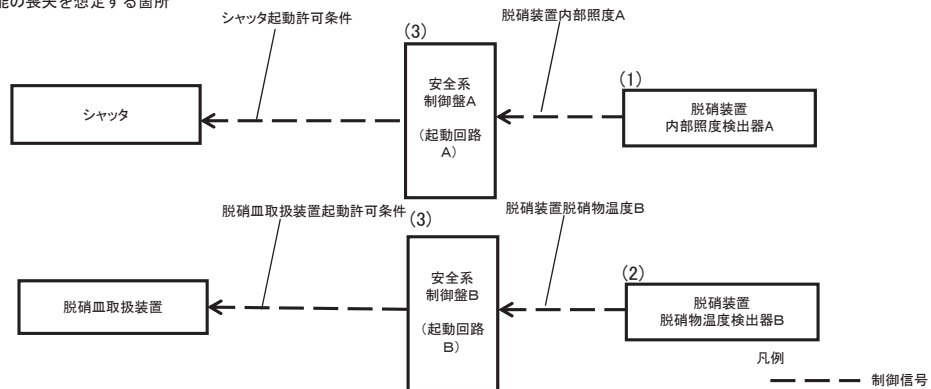 能の喪失を想定する箇所
シャッタ起動許可条件
脱硝装置内部照度A
(3)
(1)
シャッタ
安全系
制御盤A
(起動回路
A)
脱硝装置
内部照度検出器A
脱硝皿取扱装置起動許可条件
(3)
脱硝装置脱硝物温度B
(2)
脱硝皿取扱装置
安全系
制御盤B
(起動回路
B)
脱硝装置
脱硝物温度検出器B
凡例
制御信号